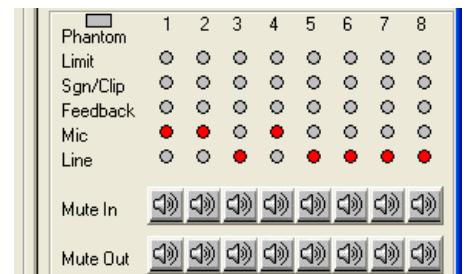 Phantom 1 2 3 4 5 6 7 8
Limit
Sgn/Clip
Feedback
Mic
Line
Mute In
Mute Out